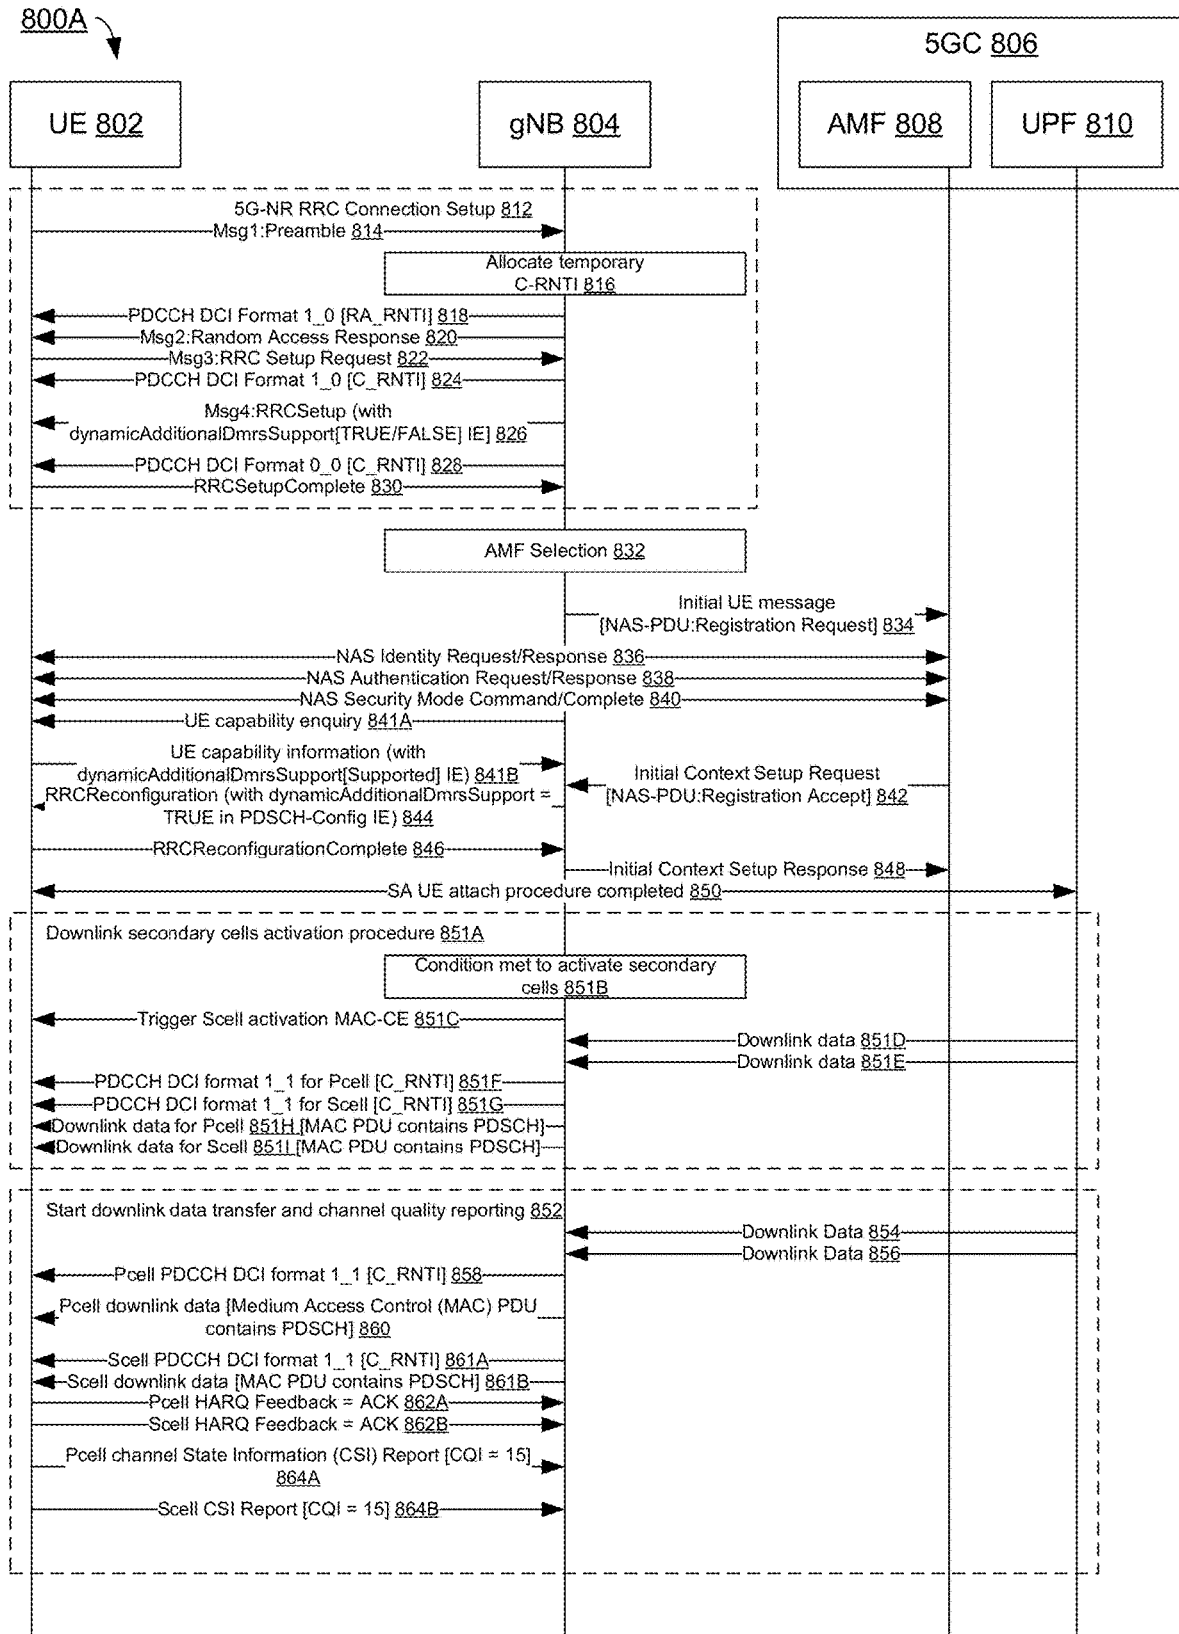 800A
5GC 806
UE 802
gNB 804
AMF 808
UPF 810
5G-NR RRC Connection Setup 812
Msg1:Preamble 814
Allocate temporary
C-RNTI 816
PDCCH DCI Format 1_0 [RA_RNTI] 818
Msg2:Random Access Response 820
Msg3:RRC Setup Request 822
PDCCH DCI Format 1_0 [C_RNTI] 824
Msg4:RRCSetup (with
dynamicAdditionalDmrsSupport[TRUE/FALSE] IE] 826
PDCCH DCI Format 0_0 [C_RNTI] 828
RRCSetupComplete 830
AMF Selection 832
Initial UE message
[NAS-PDU:Registration Request] 834
NAS Identity Request/Response 836
NAS Authentication Request/Response 838
NAS Security Mode Command/Complete 840
UE capability enquiry 841A
UE capability information (with
dynamicAdditionalDmrsSupport[Supported] IE) 841B
Initial Context Setup Request
[NAS-PDU:Registration Accept] 842
RRCReconfiguration (with dynamicAdditionalDmrsSupport =
TRUE in PDSCH-Config IE) 844
RRCReconfigurationComplete 846
Initial Context Setup Response 848
SA UE attach procedure completed 850
Downlink secondary cells activation procedure 851A
Condition met to activate secondary
cells 851B
Trigger Scell activation MAC-CE 851C
Downlink data 851D
Downlink data 851E
PDCCH DCI format 1_1 for Pcell [C_RNTI] 851F
PDCCH DCI format 1_1 for Scell [C_RNTI] 851G
Downlink data for Pcell 851H [MAC PDU contains PDSCH]
Downlink data for Scell 851I [MAC PDU contains PDSCH]
Start downlink data transfer and channel quality reporting 852
Downlink Data 854
Downlink Data 856
Pcell PDCCH DCI format 1_1 [C_RNTI] 858
Pcell downlink data [Medium Access Control (MAC) PDU
contains PDSCH] 860
Scell PDCCH DCI format 1_1 [C_RNTI] 861A
Scell downlink data [MAC PDU contains PDSCH] 861B
Pcell HARQ Feedback = ACK 862A
Scell HARQ Feedback = ACK 862B
Pcell channel State Information (CSI) Report [CQI = 15]
864A
Scell CSI Report [CQI = 15] 864B